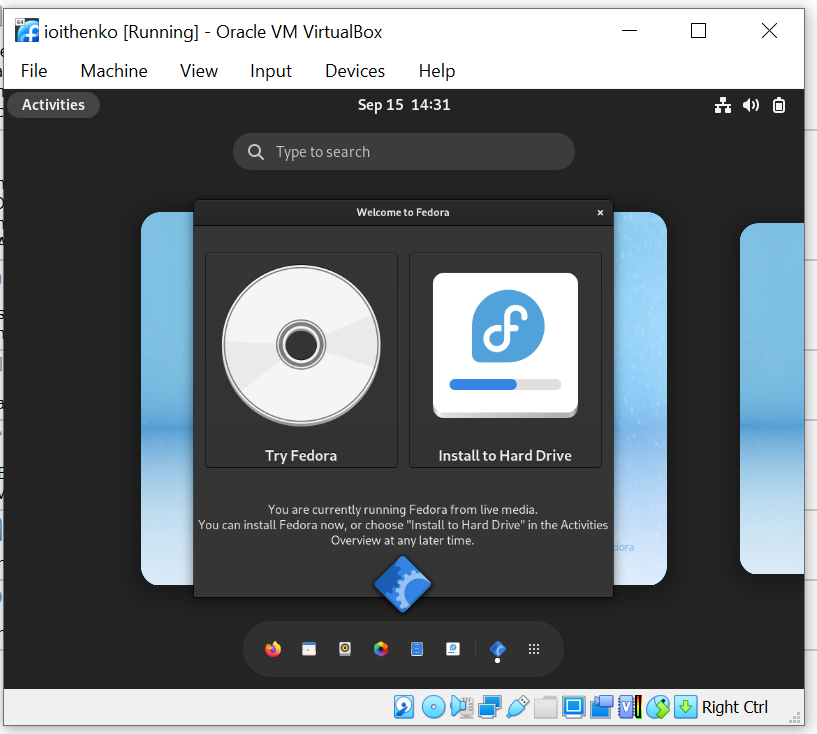 64
ioithenko [Running] - Oracle VM VirtualBox
File Machine View Input Devices Help
Activities
Sep 15 14:31
Type to search
Welcome to Fedora
Try Fedora
Install to Hard Drive
You are currently running Fedora from live media.
You can install Fedora now, or choose "Install to Hard Drive" in the Activities
Overview at any later time.
dora
Right Ctrl